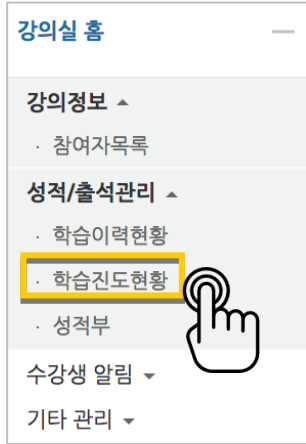 강의실 홈
강의정보
· 참여자목록
성적/출석관리
· 학습이력현황
· 학습진도현황
· 성적부
수강생 알림
기타 관리